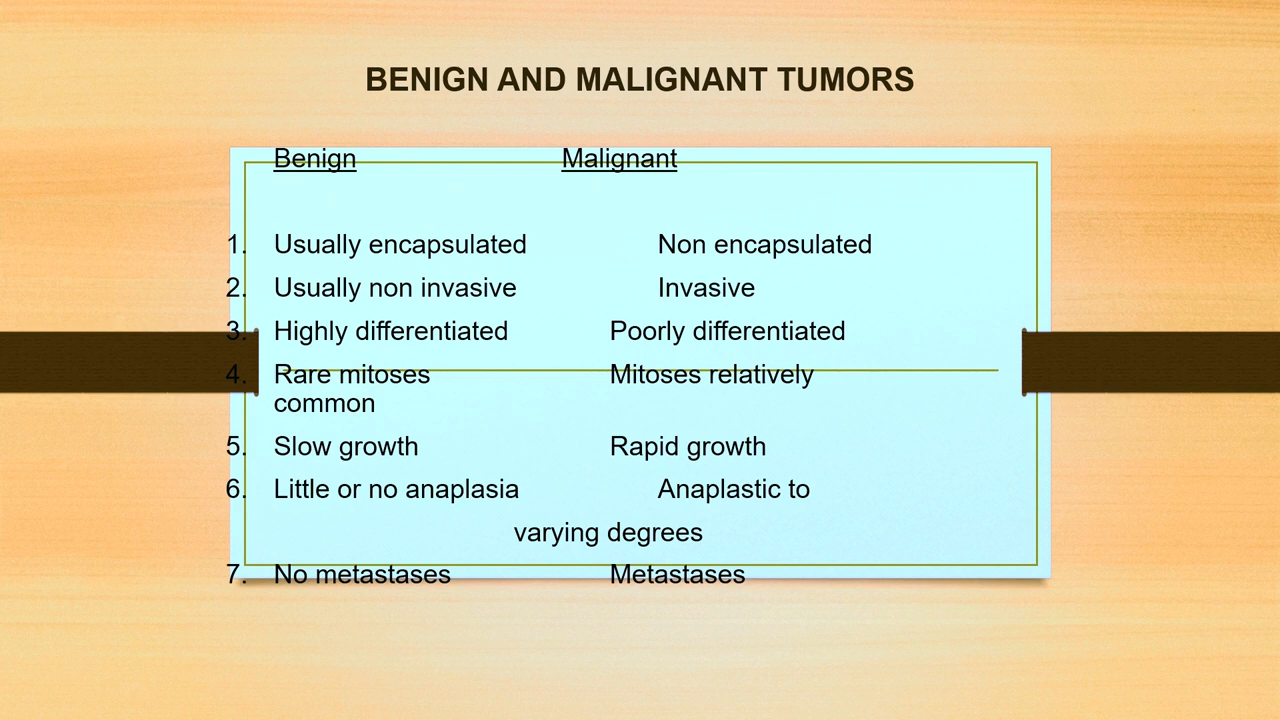 BENIGN AND MALIGNANT TUMORS
Benign Malignant
1. Usually encapsulated Non encapsulated
2. Usually non invasive Invasive
3. Highly differentiated Poorly differentiated
4. Rare mitoses Mitoses relatively
common
5. Slow growth Rapid growth
6. Little or no anaplasia Anaplastic to
varying degrees
7. No metastases Metastases